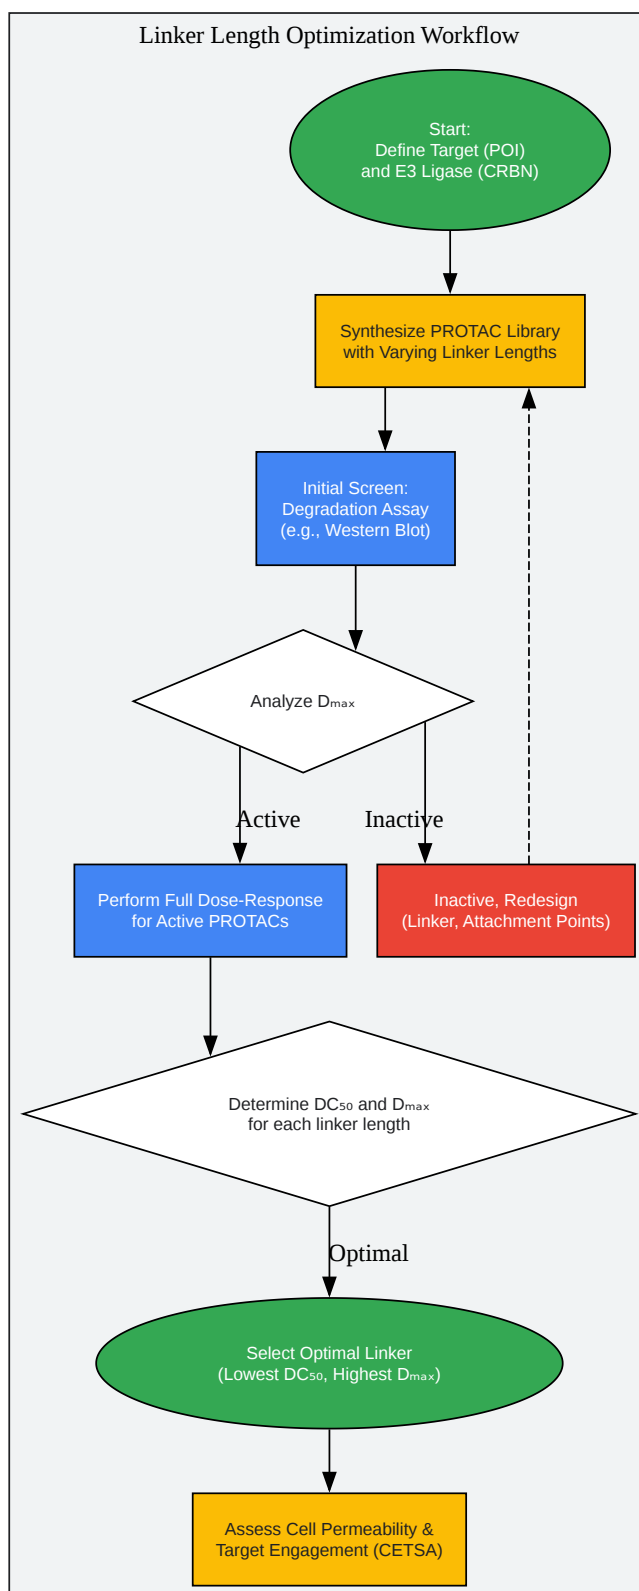 Linker Length Optimization Workflow
Start:
Define Target (POI)
and E3 Ligase (CRBN)
Synthesize PROTAC Library
with Varying Linker Lengths
Initial Screen:
Degradation Assay
(e.g., Western Blot)
Analyze Dₘₐₓ
Active
Inactive
Perform Full Dose-Response
for Active PROTACs
Inactive, Redesign
(Linker, Attachment Points)
Determine DC₅₀ and Dₘₐₓ
for each linker length
Optimal
Select Optimal Linker
(Lowest DC₅₀, Highest Dₘₐₓ)
Assess Cell Permeability &
Target Engagement (CETSA)